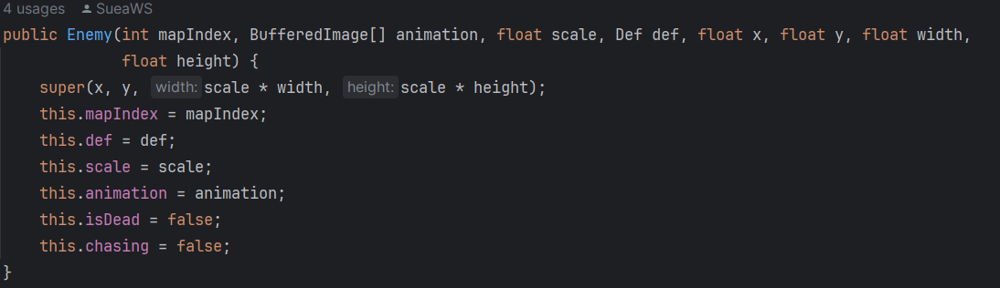 4 usages SueaWS
public Enemy(int mapIndex, BufferedImage[] animation, float scale, Def def, float x, float y, float width,
float height) {
super(x, y, width: scale * width, height: scale * height);
this.mapIndex = mapIndex;
this.def = def;
this.scale = scale;
this.animation = animation;
this.isDead = false;
this.chasing = false;
}